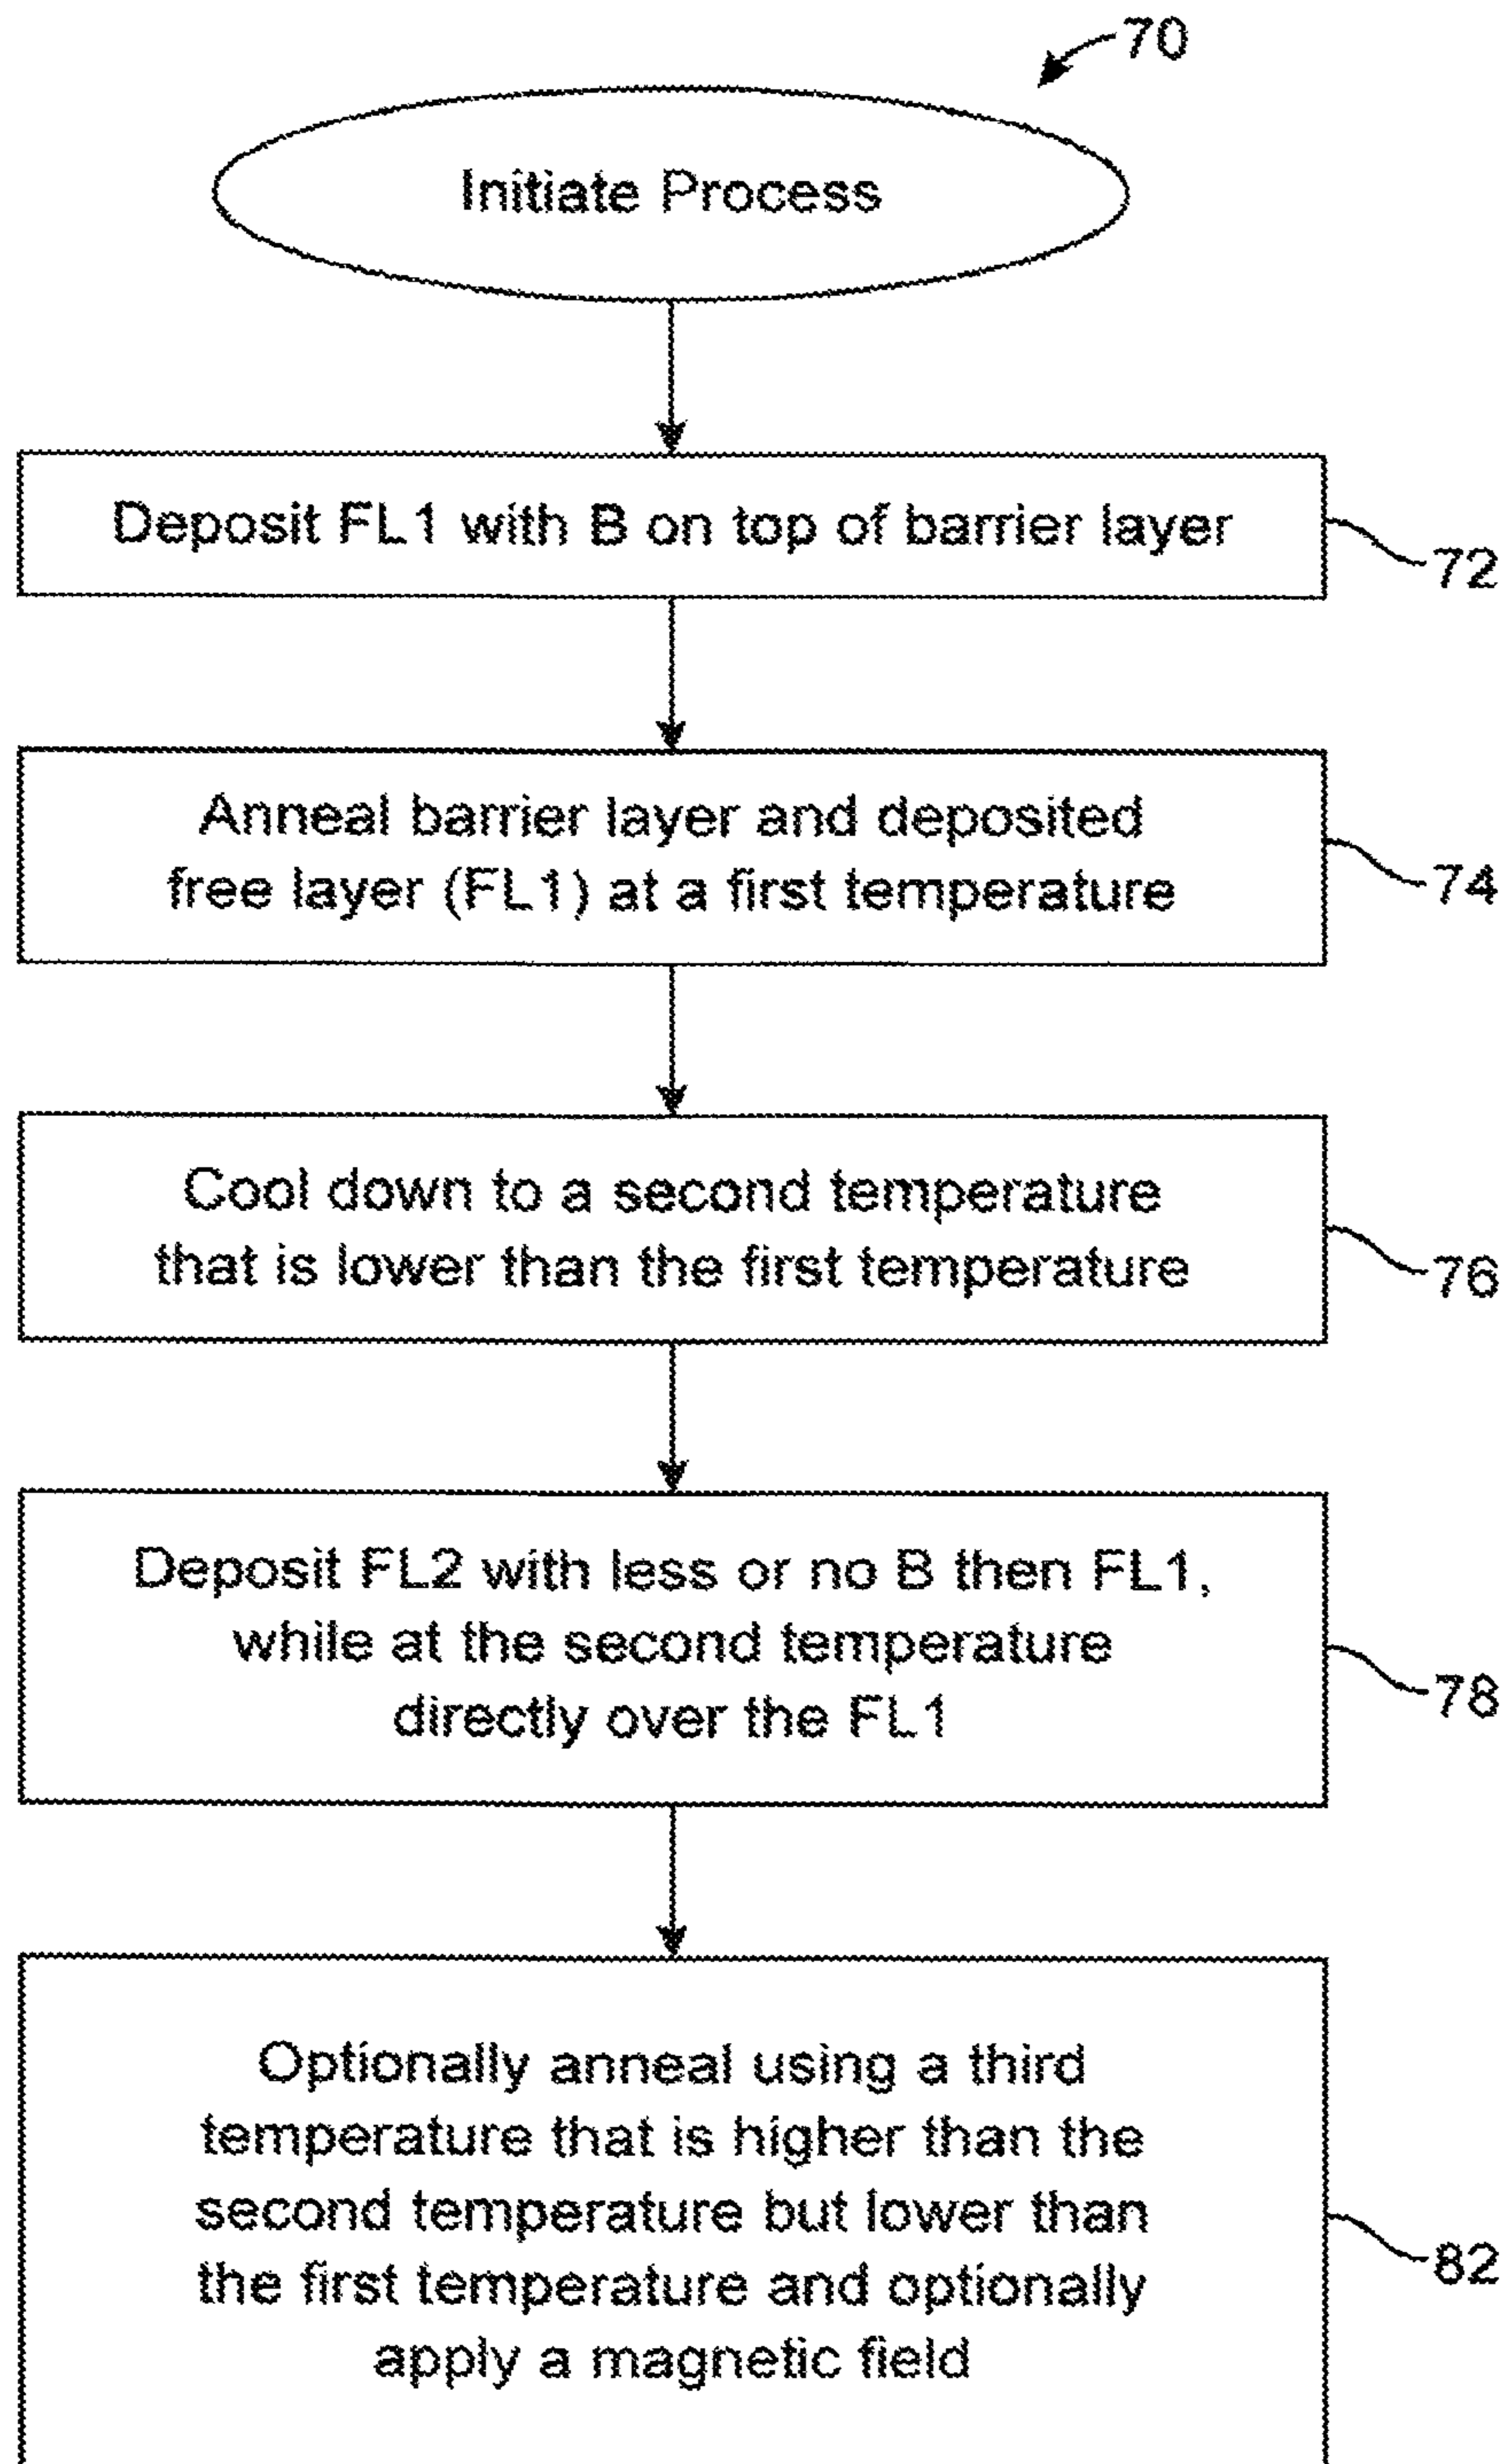 70
Initiate Process
Deposit FL1 with B on top of barrier layer
72
Anneal barrier layer and deposited
free layer (FL1) at a first temperature
74
Cool down to a second temperature
that is lower than the first temperature
76
Deposit FL2 with less or no B then FL1,
while at the second temperature
directly over the FL1
78
Optionally anneal using a third
temperature that is higher than the
second temperature but lower than
the first temperature and optionally
apply a magnetic field
82